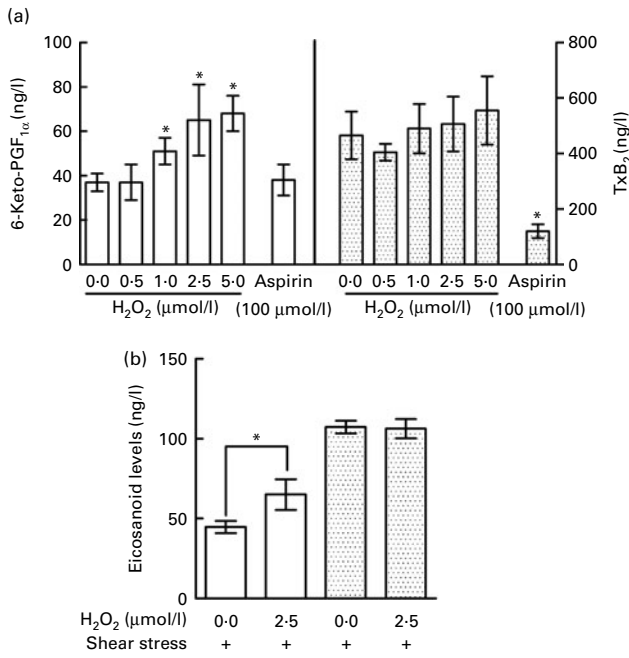 (a)
6-Keto-PGF1α (ng/l)
100
80
60
40
20
0
* * *
0·0 0·5 1·0 2·5 5·0 Aspirin
H2O2 (μmol/l) (100 μmol/l)
800
600
400
200
0
TxB2 (ng/l)
*
0·0 0·5 1·0 2·5 5·0 Aspirin
H2O2 (μmol/l) (100 μmol/l)
(b)
Eicosanoid levels (ng/l)
150
100
50
0
*
H2O2 (μmol/l) 0·0 2·5 0·0 2·5
Shear stress + + + +